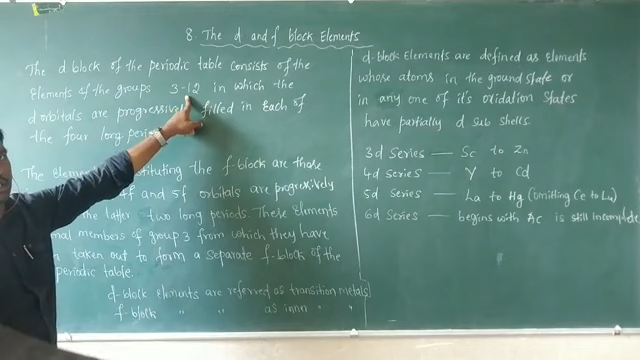 8. The d and f block Elements
The d block of the periodic table consists of the
Elements of the groups 3-12 in which the
d orbitals are progressively filled in Each of
the four long perio
The Elemen tituting the f-block are those
4f and 5f orbitals are progressively
the latter two long periods. These Elements
mal members of group 3 from which they have
n taken out to form a separate f-block of the
periodic table.
d-block elements are referred as transition metals
f-block " " as inner " "
d-block Elements are defined as Elements
whose atoms in the ground state or
in any one of it's oxidation states
have partially d sub shells.
3d Series — Sc to Zn
4d Series — Y to Cd
5d Series — La to Hg (omitting Ce to Lu)
6d Series — begins with Ac is still incomplete